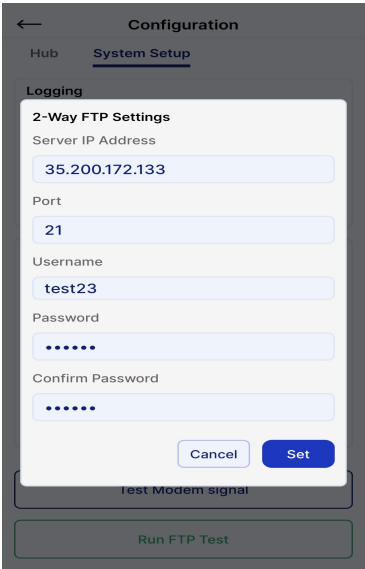 Configuration
Hub System Setup
Logging
2-Way FTP Settings
Server IP Address
35.200.172.133
Port
21
Username
test23
Password
••••••
Confirm Password
••••••
Cancel Set
Test Modem signal
Run FTP Test